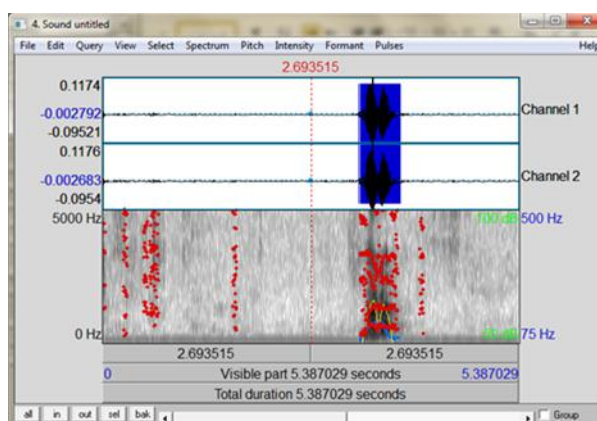 4. Sound untitled
File Edit Query View Select Spectrum Pitch Intensity Formant Pulses Help
2.693515
0.1174
-0.002792
-0.09521
Channel 1
0.1176
-0.002683
-0.0954
Channel 2
5000 Hz
500 Hz
0 Hz
75 Hz
2.693515 2.693515
0 Visible part 5.387029 seconds 5.387029
Total duration 5.387029 seconds
all in out sel bak Group